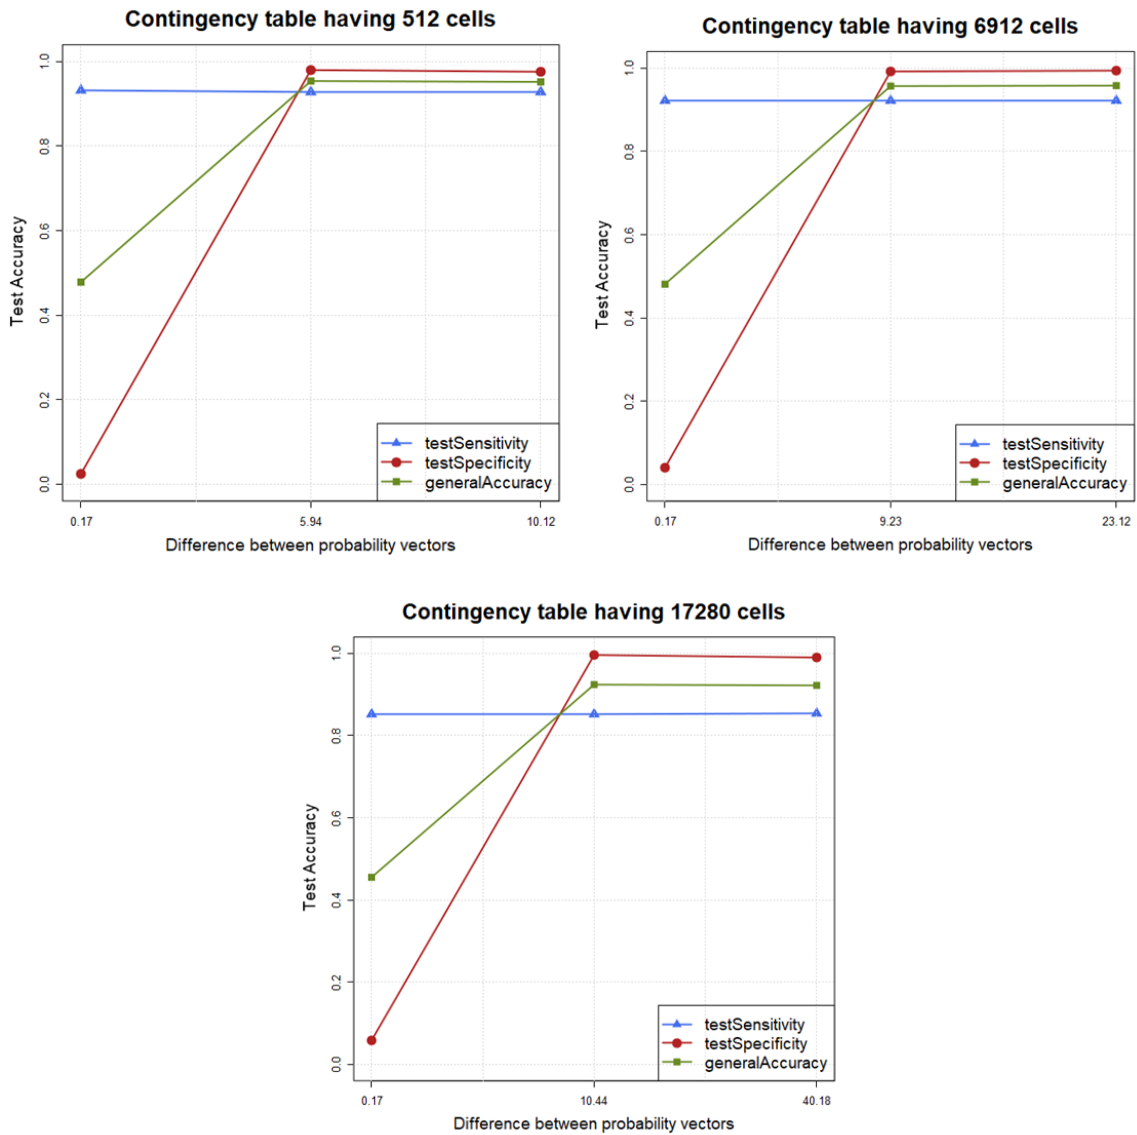 Contingency table having 512 cells
Test Accuracy
1.0
0.8
0.6
0.4
0.2
0.0
testSensitivity
testSpecificity
generalAccuracy
0.17 5.94 10.12
Difference between probability vectors
Contingency table having 6912 cells
Test Accuracy
1.0
0.8
0.6
0.4
0.2
0.0
testSensitivity
testSpecificity
generalAccuracy
0.17 9.23 23.12
Difference between probability vectors
Contingency table having 17280 cells
Test Accuracy
1.0
0.8
0.6
0.4
0.2
0.0
testSensitivity
testSpecificity
generalAccuracy
0.17 10.44 40.18
Difference between probability vectors